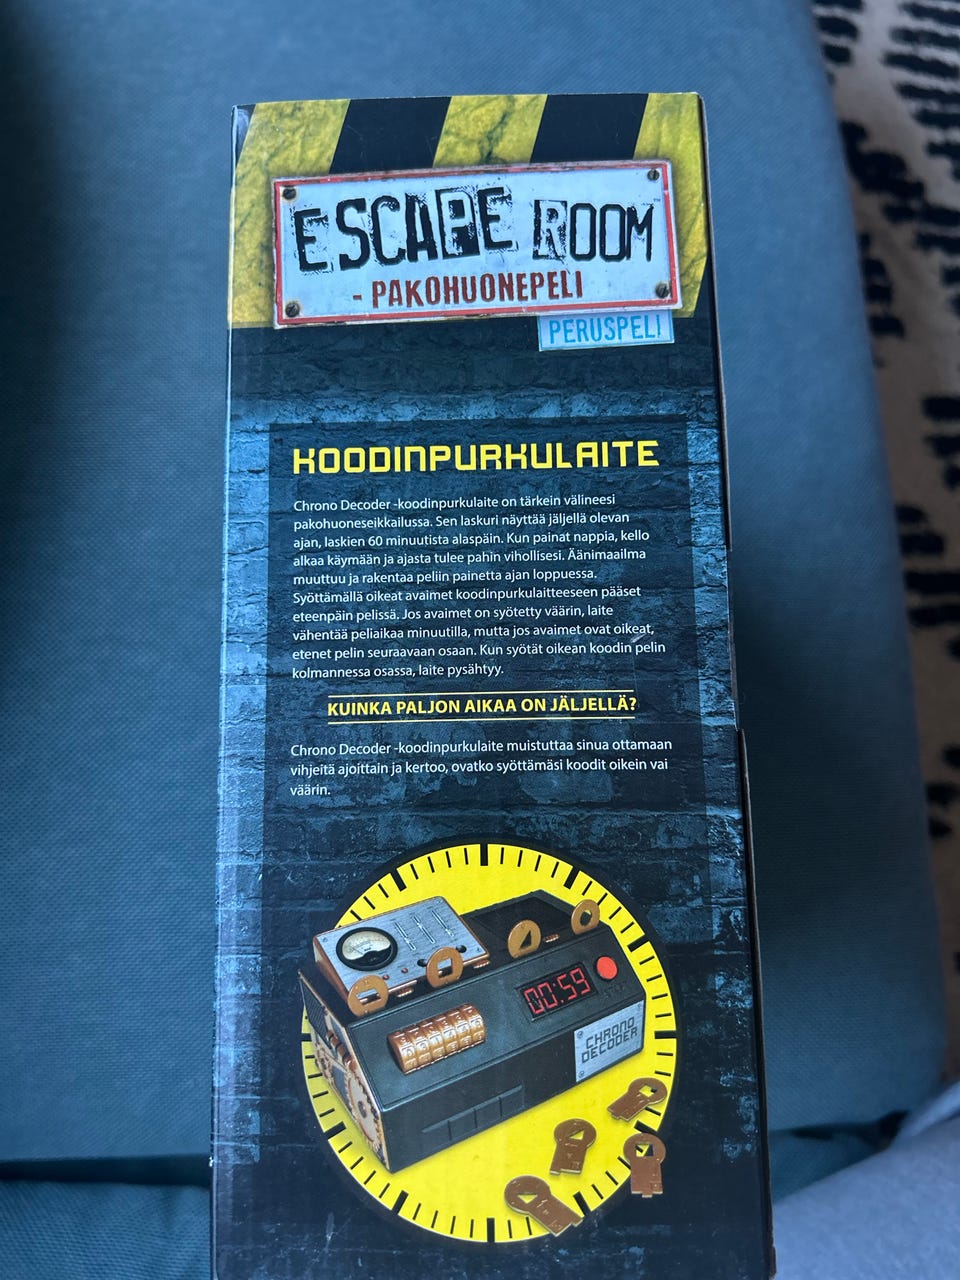 ESCAPE ROOM
- PAKOHUONEPELI
PERUSPELI
KOODINPURKULAITE
Chrono Decoder -koodinpurkulaite on tärkein välineesi
pakohuoneseikkailussa. Sen laskuri näyttää jäljellä olevan
ajan, laskien 60 minuutista alaspäin. Kun painat nappia, kello
alkaa käymään ja ajasta tulee pahin vihollisesi. Äänimaailma
muuttuu ja rakentaa peliin painetta ajan loppuessa.
Syöttämällä oikeat avaimet koodinpurkulaitteeseen pääset
eteenpäin pelissä. Jos avaimet on syötetty väärin, laite
vähentää peliaikaa minuutilla, mutta jos avaimet ovat oikeat,
etenet pelin seuraavaan osaan. Kun syötät oikean koodin pelin
kolmannessa osassa, laite pysähtyy.
KUINKA PALJON AIKAA ON JÄLJELLÄ?
Chrono Decoder -koodinpurkulaite muistuttaa sinua ottamaan
vihjeitä ajoittain ja kertoo, ovatko syöttämäsi koodit oikein vai
väärin.
00:59
CHRONO
DECODER